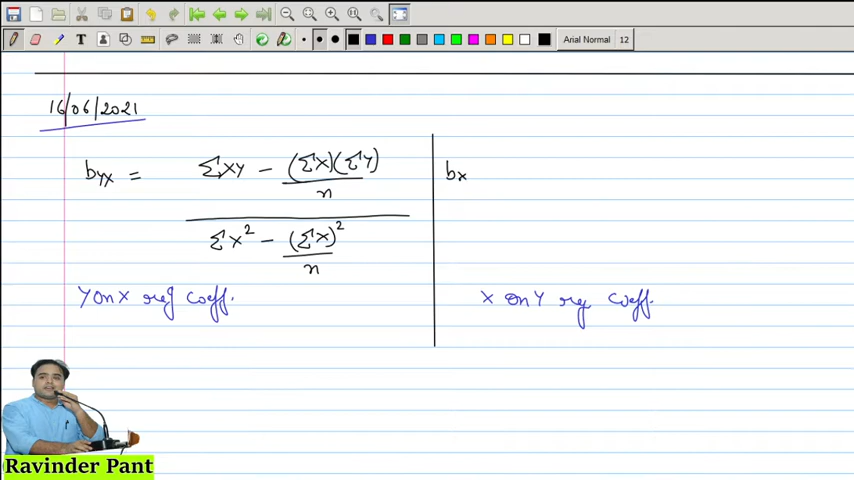 Arial Normal 12
16/06/2021
bYX = ΣXY - (ΣX)(ΣY)
n
ΣX² - (ΣX)²
n
Y on X reg coeff.
bx
X on Y reg coeff.
Ravinder Pant